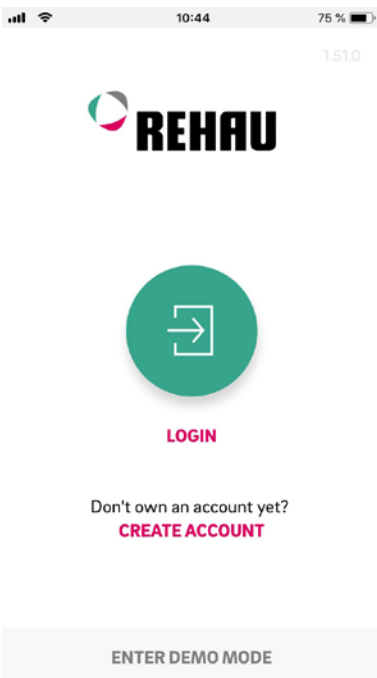 10:44
75 %
1.51.0
REHAU
LOGIN
Don't own an account yet?
CREATE ACCOUNT
ENTER DEMO MODE